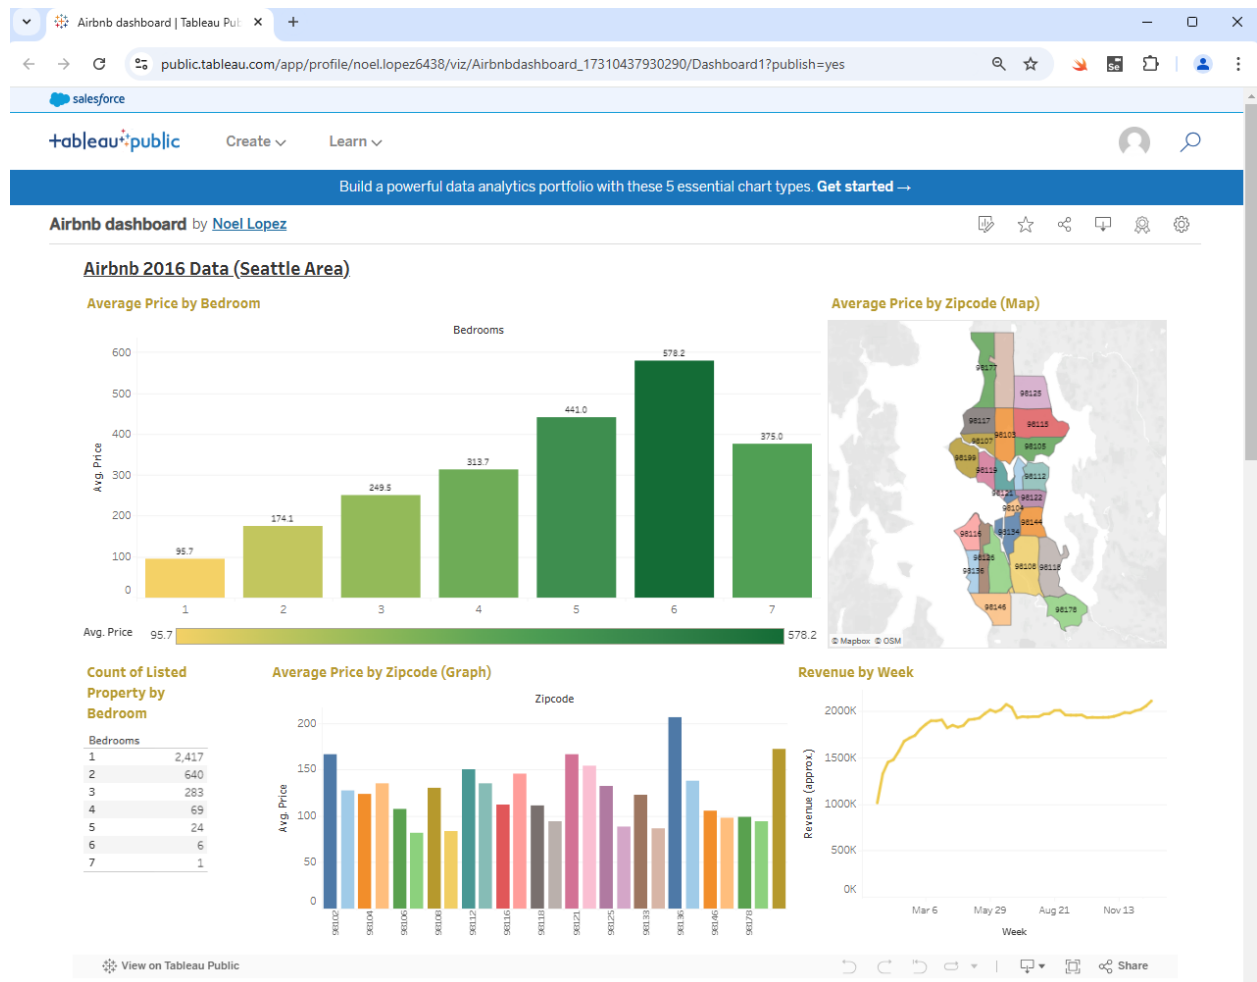 Airbnb dashboard | Tableau Pub
public.tableau.com/app/profile/noel.lopez6438/viz/Airbnbdashboard_17310437930290/Dashboard1?publish=yes
Se
salesforce
tableau public
Create
Learn
Build a powerful data analytics portfolio with these 5 essential chart types. Get started →
Airbnb dashboard by Noel Lopez
Airbnb 2016 Data (Seattle Area)
Average Price by Bedroom
Bedrooms
Avg. Price
600
500
400
300
200
100
0
95.7
174.1
249.5
313.7
441.0
578.2
375.0
1
2
3
4
5
6
7
Avg. Price 95.7 578.2
Average Price by Zipcode (Map)
98177
98125
98117
98103
98115
98107
98105
98199
98119
98112
98121
98122
98104
98144
98116
98134
98126
98136
98108
98118
98146
98178
© Mapbox © OSM
Count of Listed
Property by
Bedroom
Bedrooms
1 2,417
2 640
3 283
4 69
5 24
6 6
7 1
Average Price by Zipcode (Graph)
Zipcode
Avg. Price
200
150
100
50
0
98102
98104
98106
98108
98112
98116
98118
98121
98125
98133
98136
98146
98178
Revenue by Week
Revenue (approx.)
2000K
1500K
1000K
500K
0K
Mar 6
May 29
Aug 21
Nov 13
Week
View on Tableau Public
Share